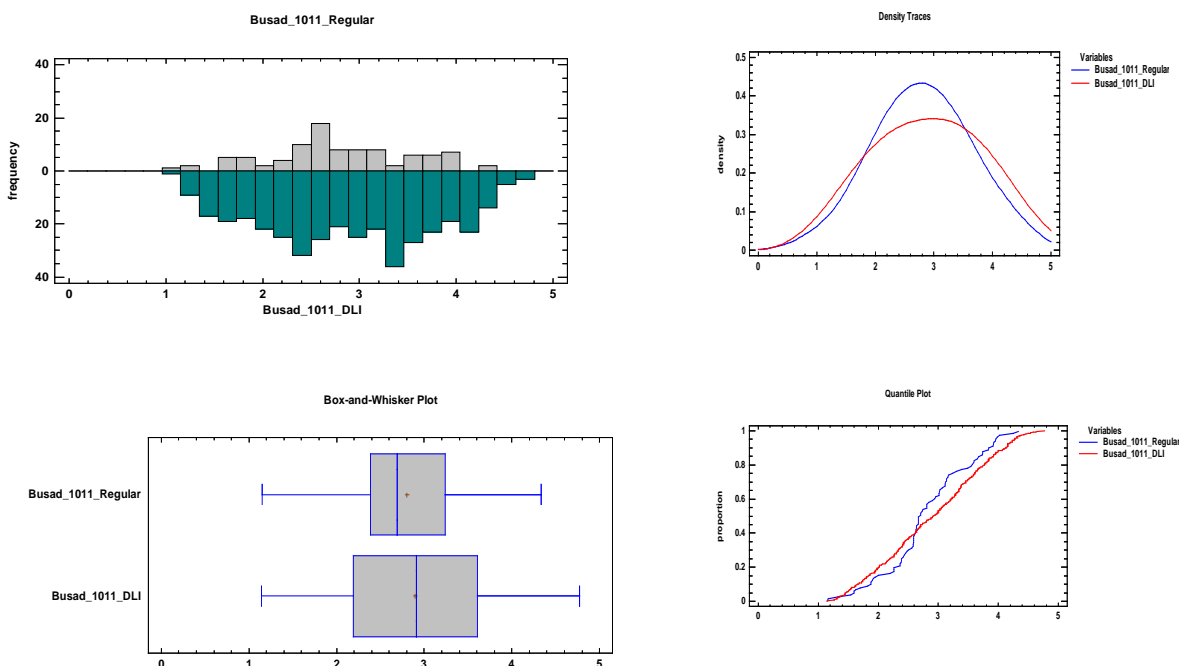 Busad_1011_Regular
40
20
0
20
40
frequency
0 1 2 3 4 5
Busad_1011_DLI
Density Traces
0.5
0.4
0.3
0.2
0.1
0
density
0 1 2 3 4 5
Variables
Busad_1011_Regular
Busad_1011_DLI
Box-and-Whisker Plot
Busad_1011_Regular
Busad_1011_DLI
0 1 2 3 4 5
Quantile Plot
1
0.8
0.6
0.4
0.2
0
proportion
0 1 2 3 4 5
Variables
Busad_1011_Regular
Busad_1011_DLI